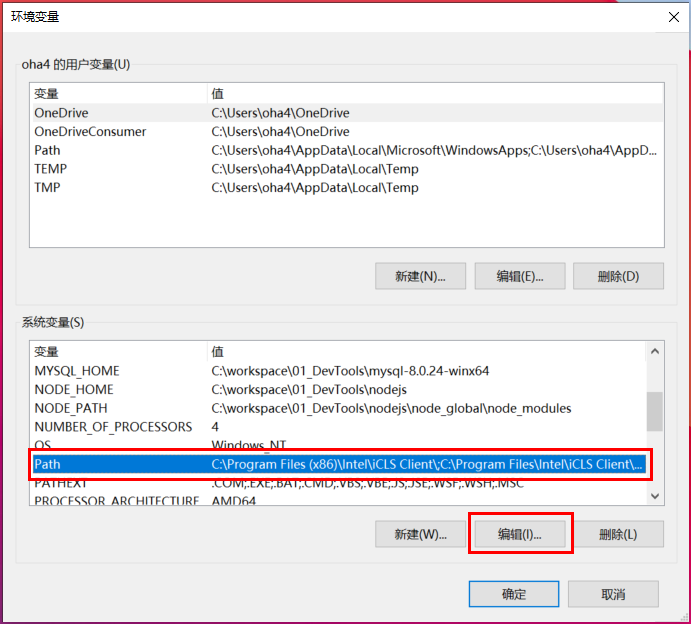 环境变量
oha4 的用户变量(U)
变量 值
OneDrive C:\Users\oha4\OneDrive
OneDriveConsumer C:\Users\oha4\OneDrive
Path C:\Users\oha4\AppData\Local\Microsoft\WindowsApps;C:\Users\oha4\AppD...
TEMP C:\Users\oha4\AppData\Local\Temp
TMP C:\Users\oha4\AppData\Local\Temp
新建(N)... 编辑(E)... 删除(D)
系统变量(S)
变量 值
MYSQL_HOME C:\workspace\01_DevTools\mysql-8.0.24-winx64
NODE_HOME C:\workspace\01_DevTools\nodejs
NODE_PATH C:\workspace\01_DevTools\nodejs\node_global\node_modules
NUMBER_OF_PROCESSORS 4
OS Windows_NT
Path C:\Program Files (x86)\Intel\iCLS Client\;C:\Program Files\Intel\iCLS Client\...
PATHEXT .COM;.EXE;.BAT;.CMD;.VBS;.VBE;.JS;.JSE;.WSF;.WSH;.MSC
PROCESSOR_ARCHITECTURE AMD64
新建(W)... 编辑(I)... 删除(L)
确定 取消